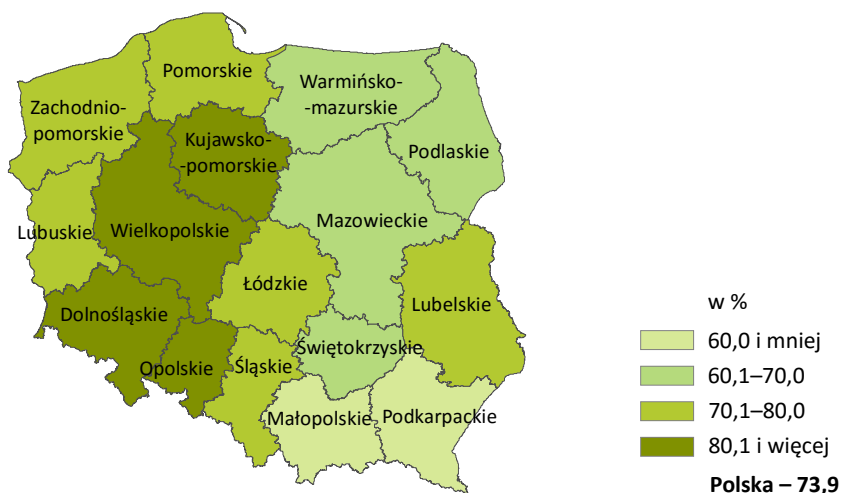 Pomorskie
Warmińsko-
-mazurskie
Zachodnio-
pomorskie
Kujawsko-
-pomorskie
Podlaskie
Mazowieckie
Wielkopolskie
Lubuskie
Łódzkie
Lubelskie
Dolnośląskie
Świętokrzyskie
Opolskie
Śląskie
Małopolskie
Podkarpackie
w %
60,0 i mniej
60,1–70,0
70,1–80,0
80,1 i więcej
Polska – 73,9